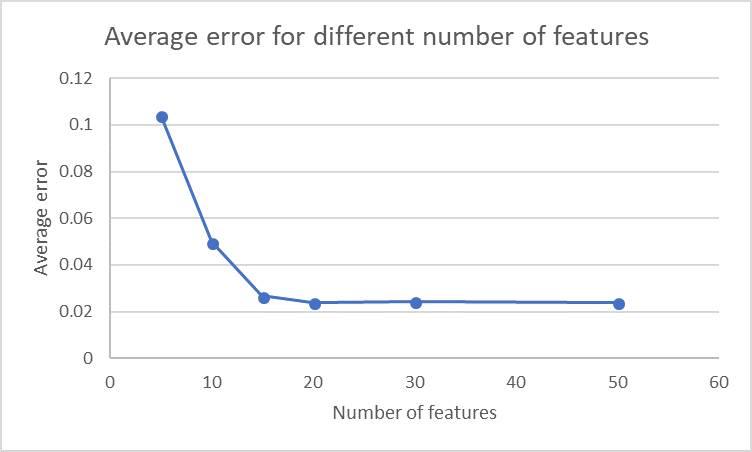 Average error for different number of features
0.12
0.1
0.08
0.06
0.04
0.02
0
Average error
0 10 20 30 40 50 60
Number of features